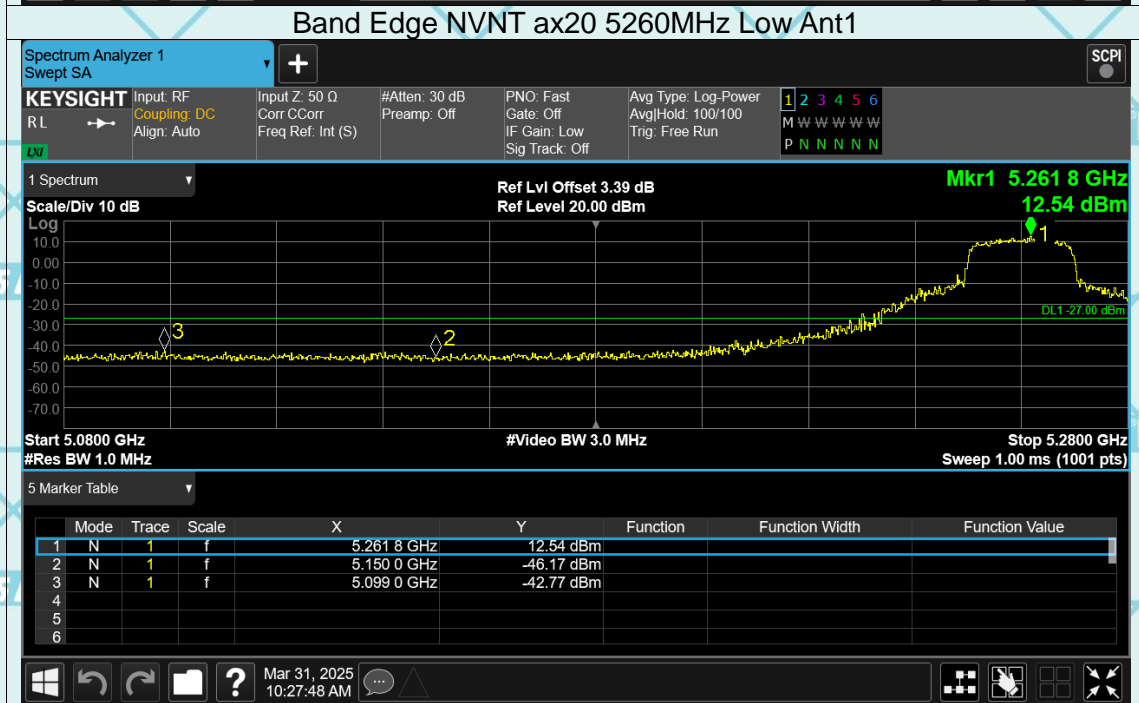 Band Edge NVNT ax20 5260MHz Low Ant1
Spectrum Analyzer 1
Swept SA
SCPI
KEYSIGHT
RL
LXI
Input: RF
Coupling: DC
Align: Auto
Input Z: 50 Ω
Corr CCorr
Freq Ref: Int (S)
#Atten: 30 dB
Preamp: Off
PNO: Fast
Gate: Off
IF Gain: Low
Sig Track: Off
Avg Type: Log-Power
Avg|Hold: 100/100
Trig: Free Run
1 2 3 4 5 6
M W W W W W
P N N N N N
1 Spectrum
Scale/Div 10 dB
Ref Lvl Offset 3.39 dB
Ref Level 20.00 dBm
Mkr1 5.261 8 GHz
12.54 dBm
Log
10.0
0.00
-10.0
-20.0
-30.0
-40.0
-50.0
-60.0
-70.0
1
2
3
DL1 -27.00 dBm
Start 5.0800 GHz
#Video BW 3.0 MHz
Stop 5.2800 GHz
#Res BW 1.0 MHz
Sweep 1.00 ms (1001 pts)
5 Marker Table
Mode Trace Scale X Y Function Function Width Function Value
1 N 1 f 5.261 8 GHz 12.54 dBm
2 N 1 f 5.150 0 GHz -46.17 dBm
3 N 1 f 5.099 0 GHz -42.77 dBm
4
5
6
Mar 31, 2025
10:27:48 AM